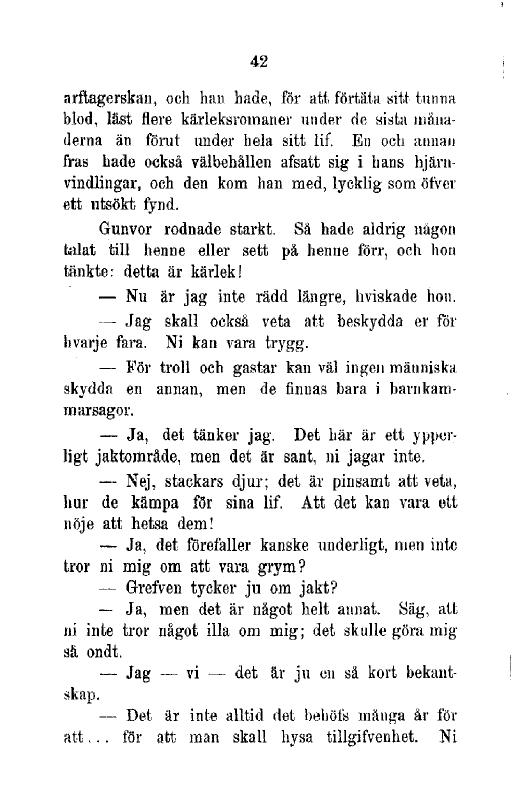 42
arftagerskan, och han hade, för att förtäta sitt tunna
blod, läst flere kärleksromaner under de sista måna-
derna än förut under hela sitt lif. En och annan
fras hade också välbehållen afsatt sig i hans hjärn-
vindlingar, och den kom han med, lycklig som öfver
ett utsökt fynd.
Gunvor rodnade starkt. Så hade aldrig någon
talat till henne eller sett på henne förr, och hon
tänkte: detta är kärlek!
— Nu är jag inte rädd längre, hviskade hon.
— Jag skall också veta att beskydda er för
hvarje fara. Ni kan vara trygg.
— För troll och gastar kan väl ingen människa
skydda en annan, men de finnas bara i barnkam-
marsagor.
— Ja, det tänker jag. Det här är ett ypper-
ligt jaktområde, men det är sant, ni jagar inte.
— Nej, stackars djur; det är pinsamt att veta,
hur de kämpa för sina lif. Att det kan vara ett
nöje att hetsa dem!
— Ja, det förefaller kanske underligt, men inte
tror ni mig om att vara grym?
— Grefven tycker ju om jakt?
— Ja, men det är något helt annat. Säg, att
ni inte tror något illa om mig; det skulle göra mig
så ondt.
— Jag — vi — det är ju en så kort bekant-
skap.
— Det är inte alltid det behöfs många år för
att... för att man skall hysa tillgifvenhet. Ni